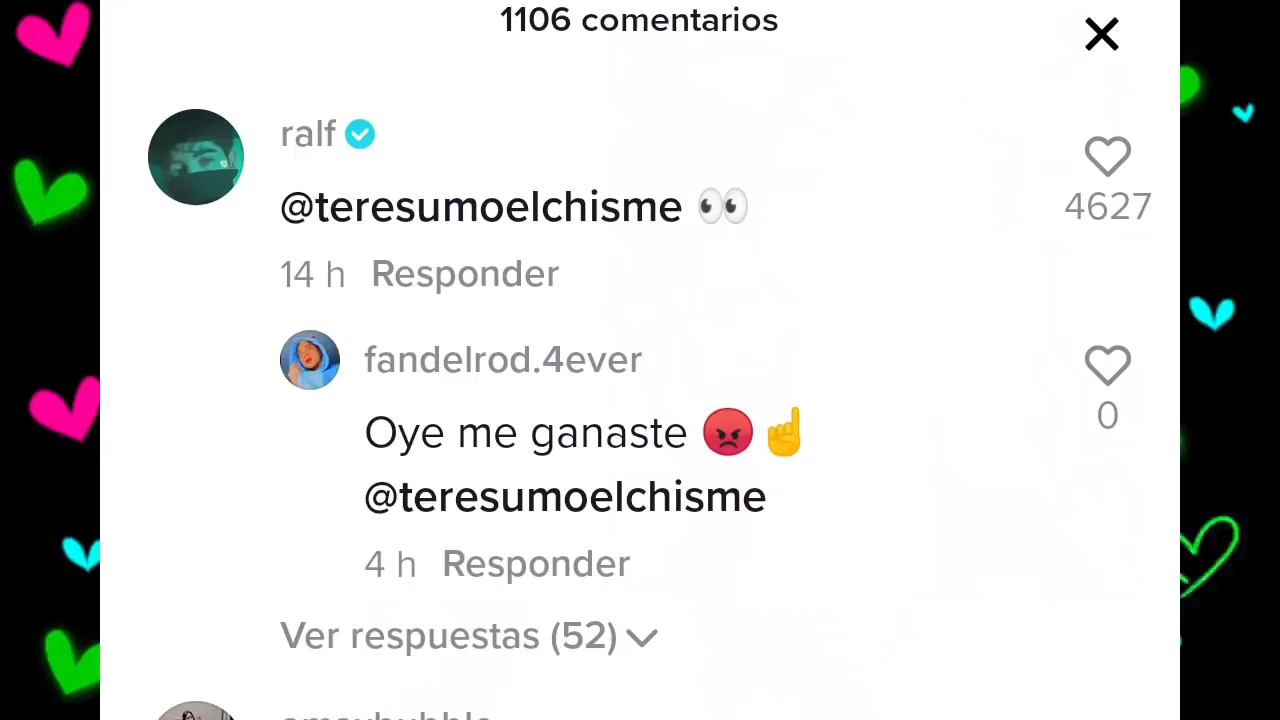 1106 comentarios
ralf
@teresumoelchisme 👀
4627
14 h Responder
fandelrod.4ever
Oye me ganaste 😡☝️
@teresumoelchisme
0
4 h Responder
Ver respuestas (52)